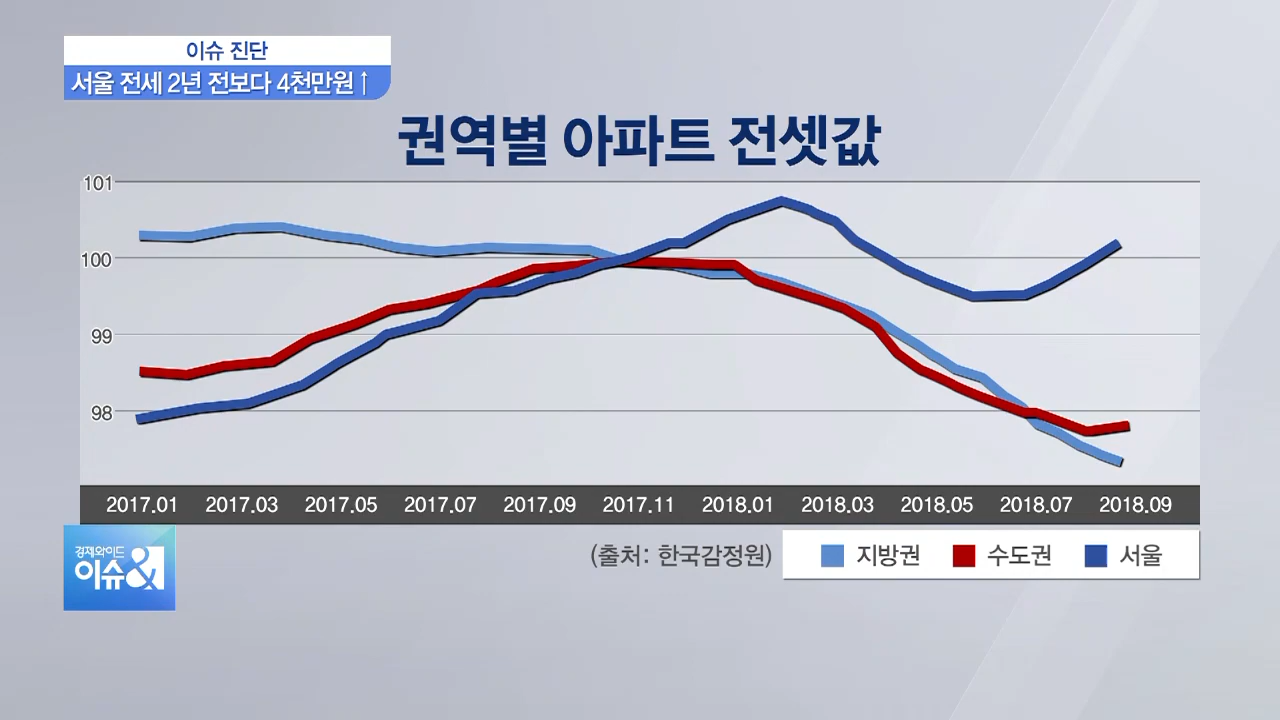 이슈 진단
서울 전세 2년 전보다 4천만원↑
권역별 아파트 전셋값
101
100
99
98
2017.01 2017.03 2017.05 2017.07 2017.09 2017.11 2018.01 2018.03 2018.05 2018.07 2018.09
(출처: 한국감정원) 지방권 수도권 서울
경제와이드
이슈&